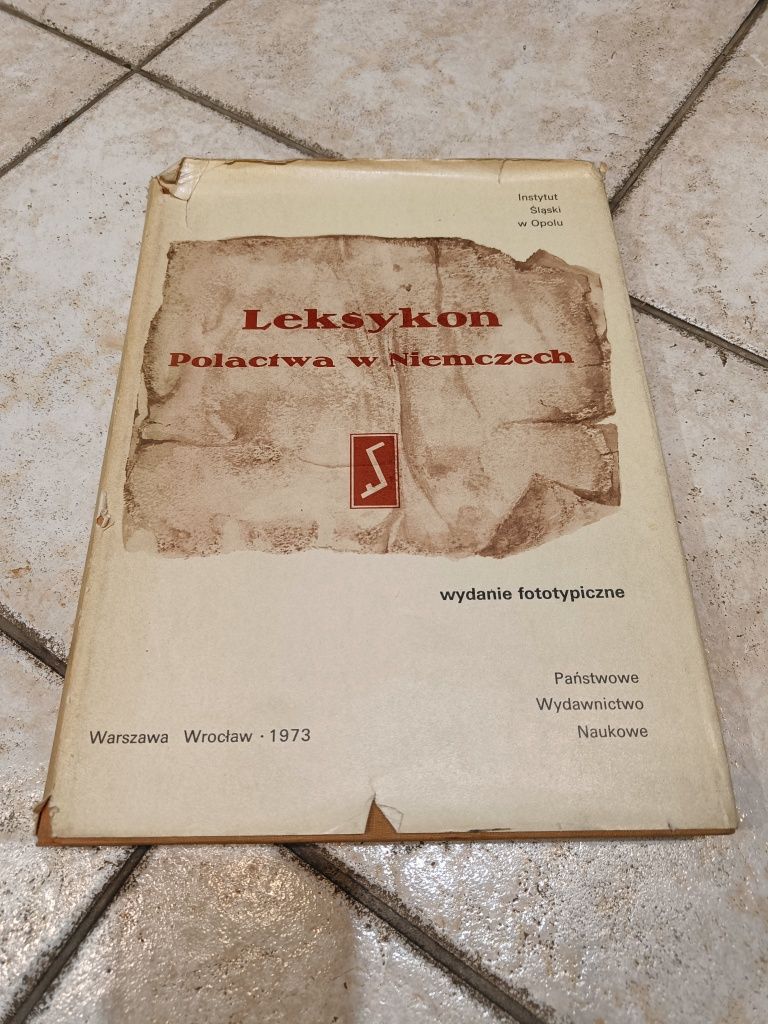 Instytut
Śląski
w Opolu
Leksykon
Polactwa w Niemczech
wydanie fototypiczne
Państwowe
Wydawnictwo
Naukowe
Warszawa Wrocław · 1973